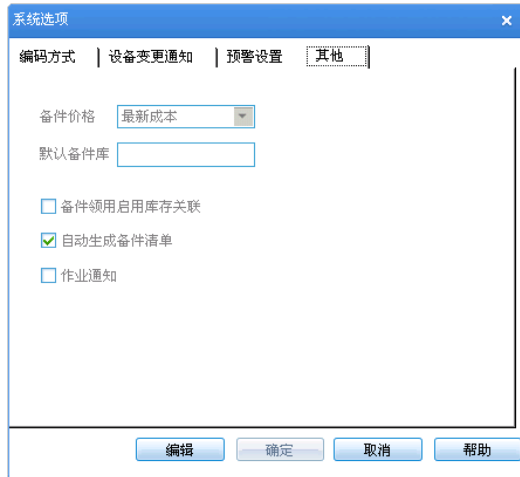 系统选项
编码方式 设备变更通知 预警设置 其他
备件价格 最新成本
默认备件库
备件领用启用库存关联
自动生成备件清单
作业通知
编辑 确定 取消 帮助